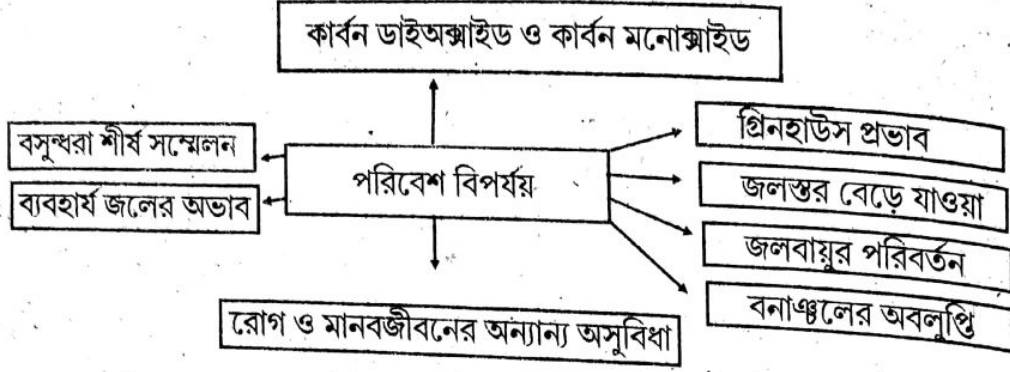 কার্বন ডাইঅক্সাইড ও কার্বন মনোক্সাইড
বসুন্ধরা শীর্ষ সম্মেলন
ব্যবহার্য জলের অভাব
পরিবেশ বিপর্যয়
গ্রিনহাউস প্রভাব
জলস্তর বেড়ে যাওয়া
জলবায়ুর পরিবর্তন
বনাঞ্চলের অবলুপ্তি
রোগ ও মানবজীবনের অন্যান্য অসুবিধা